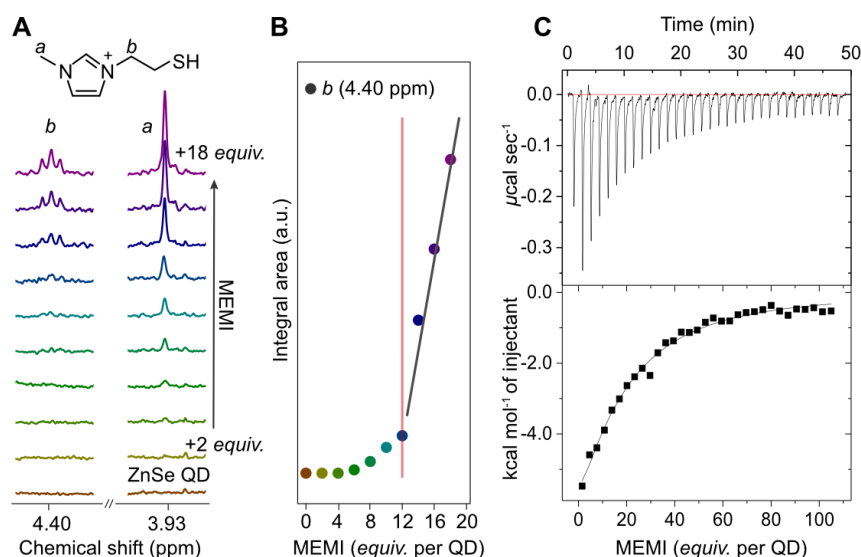 A
a
b
N
+
N
SH
b
a
+18 equiv.
MEMI
+2 equiv.
ZnSe QD
4.40
//
3.93
Chemical shift (ppm)
B
b (4.40 ppm)
Integral area (a.u.)
0 4 8 12 16 20
MEMI (equiv. per QD)
C
Time (min)
0 10 20 30 40 50
0.0
-0.1
-0.2
-0.3
µcal sec-1
0.0
-2.0
-4.0
kcal mol-1 of injectant
0 20 40 60 80 100
MEMI (equiv. per QD)